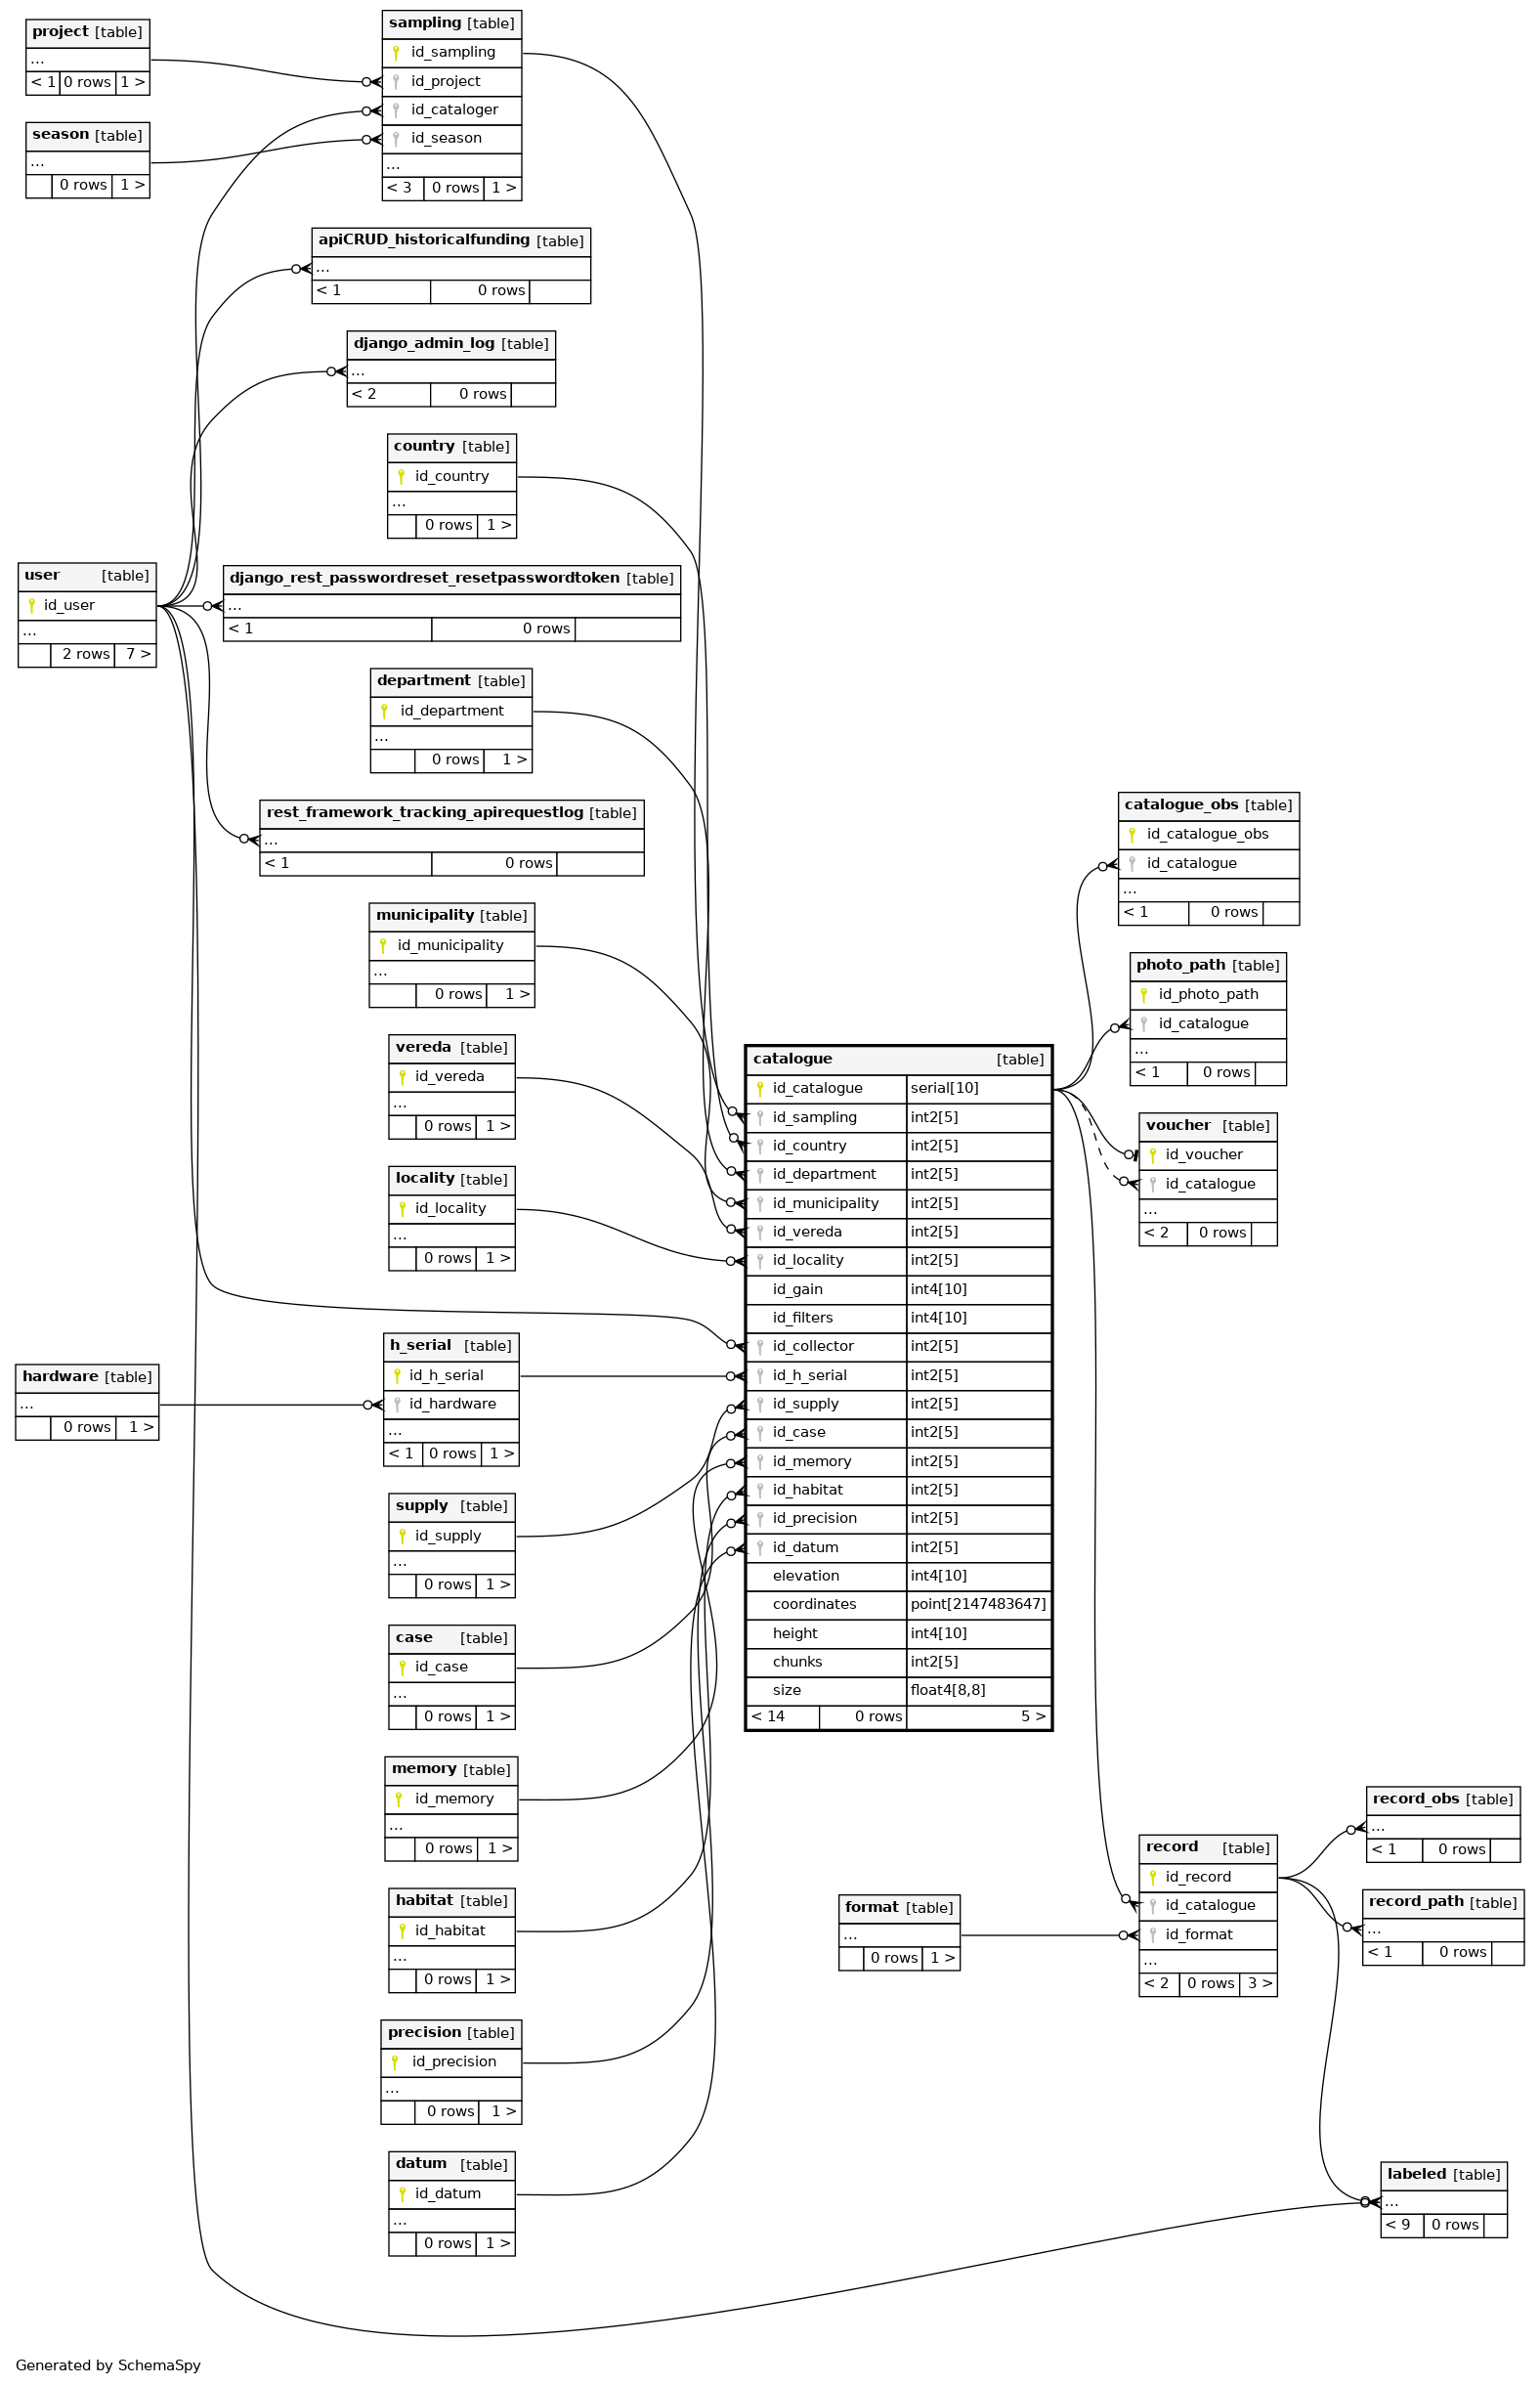 project [table]
...
< 1 0 rows 1 >
season [table]
...
0 rows 1 >
sampling [table]
id_sampling
id_project
id_cataloger
id_season
...
< 3 0 rows 1 >
apiCRUD_historicalfunding [table]
...
< 1 0 rows
django_admin_log [table]
...
< 2 0 rows
country [table]
id_country
...
0 rows 1 >
user [table]
id_user
...
2 rows 7 >
django_rest_passwordreset_resetpasswordtoken [table]
...
< 1 0 rows
department [table]
id_department
...
0 rows 1 >
rest_framework_tracking_apirequestlog [table]
...
< 1 0 rows
municipality [table]
id_municipality
...
0 rows 1 >
vereda [table]
id_vereda
...
0 rows 1 >
locality [table]
id_locality
...
0 rows 1 >
hardware [table]
...
0 rows 1 >
h_serial [table]
id_h_serial
id_hardware
...
< 1 0 rows 1 >
supply [table]
id_supply
...
0 rows 1 >
case [table]
id_case
...
0 rows 1 >
memory [table]
id_memory
...
0 rows 1 >
habitat [table]
id_habitat
...
0 rows 1 >
precision [table]
id_precision
...
0 rows 1 >
datum [table]
id_datum
...
0 rows 1 >
catalogue [table]
id_catalogue serial[10]
id_sampling int2[5]
id_country int2[5]
id_department int2[5]
id_municipality int2[5]
id_vereda int2[5]
id_locality int2[5]
id_gain int4[10]
id_filters int4[10]
id_collector int2[5]
id_h_serial int2[5]
id_supply int2[5]
id_case int2[5]
id_memory int2[5]
id_habitat int2[5]
id_precision int2[5]
id_datum int2[5]
elevation int4[10]
coordinates point[2147483647]
height int4[10]
chunks int2[5]
size float4[8,8]
< 14 0 rows 5 >
catalogue_obs [table]
id_catalogue_obs
id_catalogue
...
< 1 0 rows
photo_path [table]
id_photo_path
id_catalogue
...
< 1 0 rows
voucher [table]
id_voucher
id_catalogue
...
< 2 0 rows
format [table]
...
0 rows 1 >
record [table]
id_record
id_catalogue
id_format
...
< 2 0 rows 3 >
record_obs [table]
...
< 1 0 rows
record_path [table]
...
< 1 0 rows
labeled [table]
...
< 9 0 rows
Generated by SchemaSpy